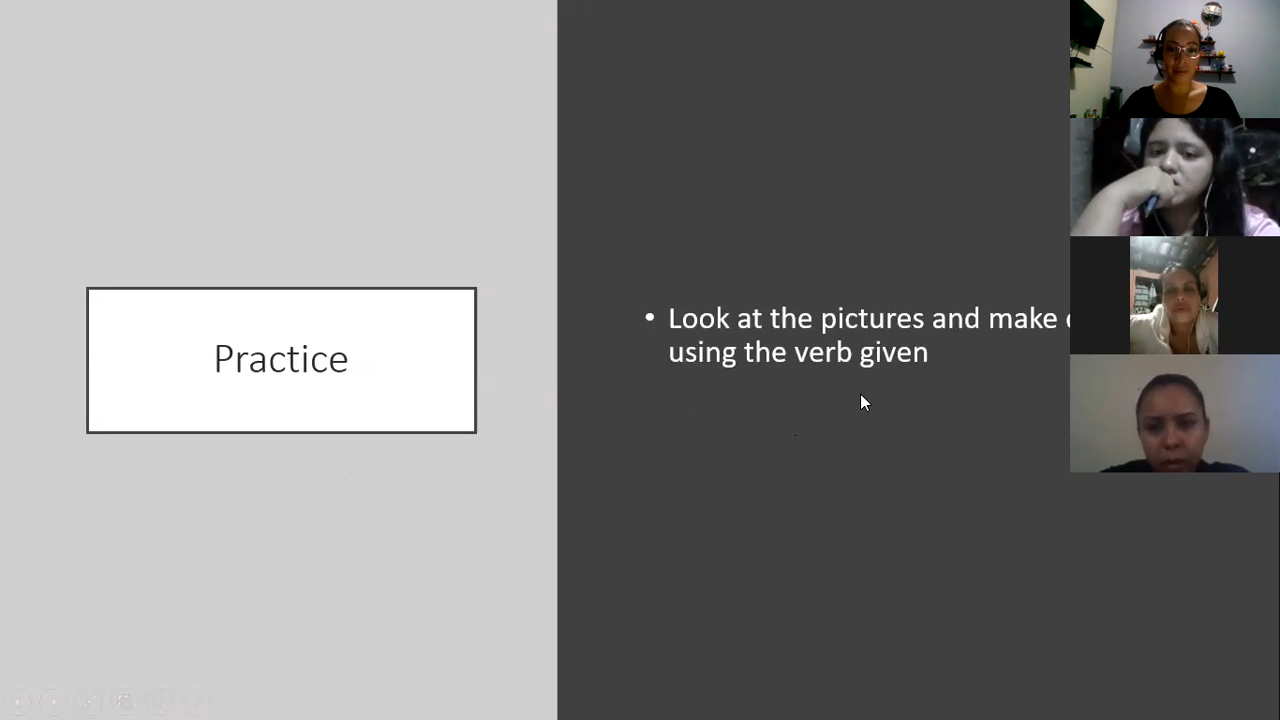 Practice
• Look at the pictures and make
using the verb given